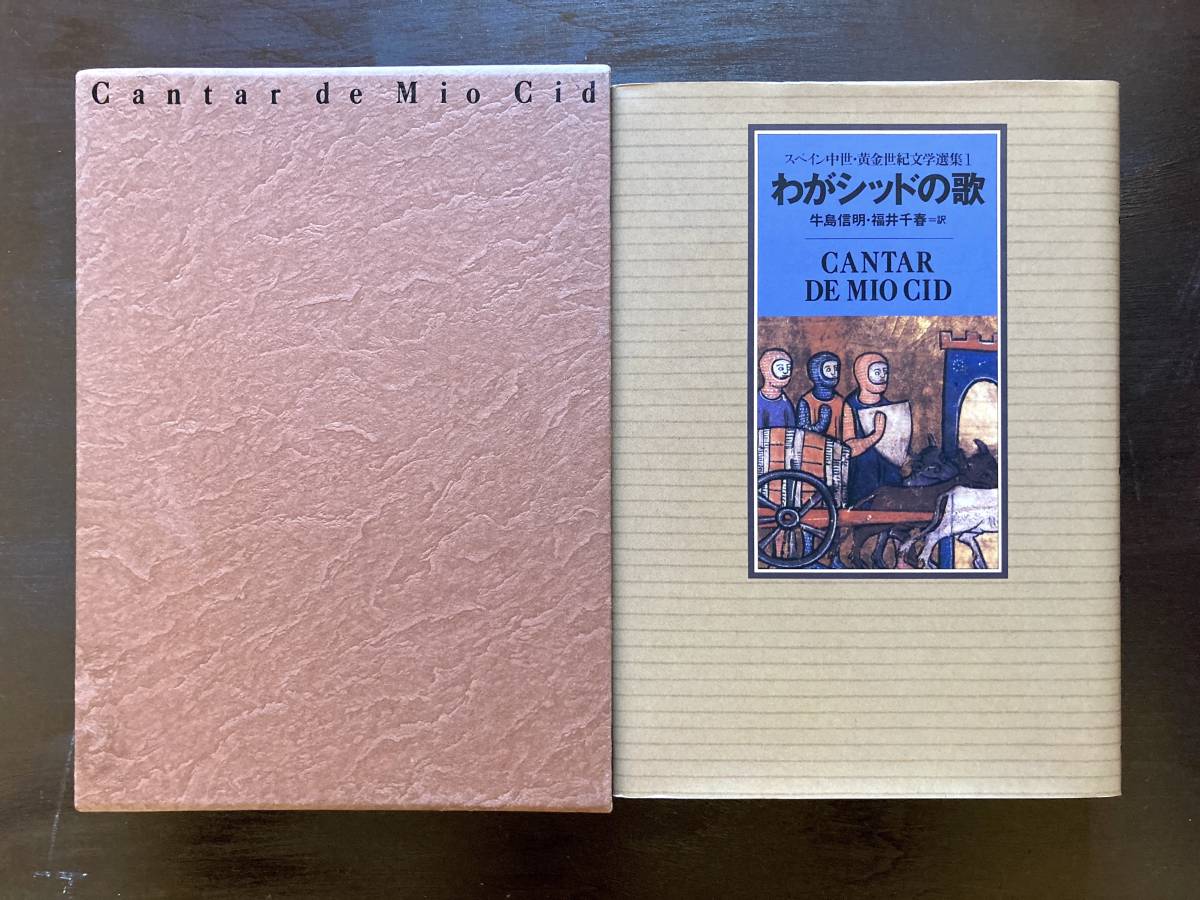 Cantar de Mio Cid
スペイン中世・黄金世紀文学選集1
わがシッドの歌
牛島信明・福井千春=訳
CANTAR
DE MIO CID